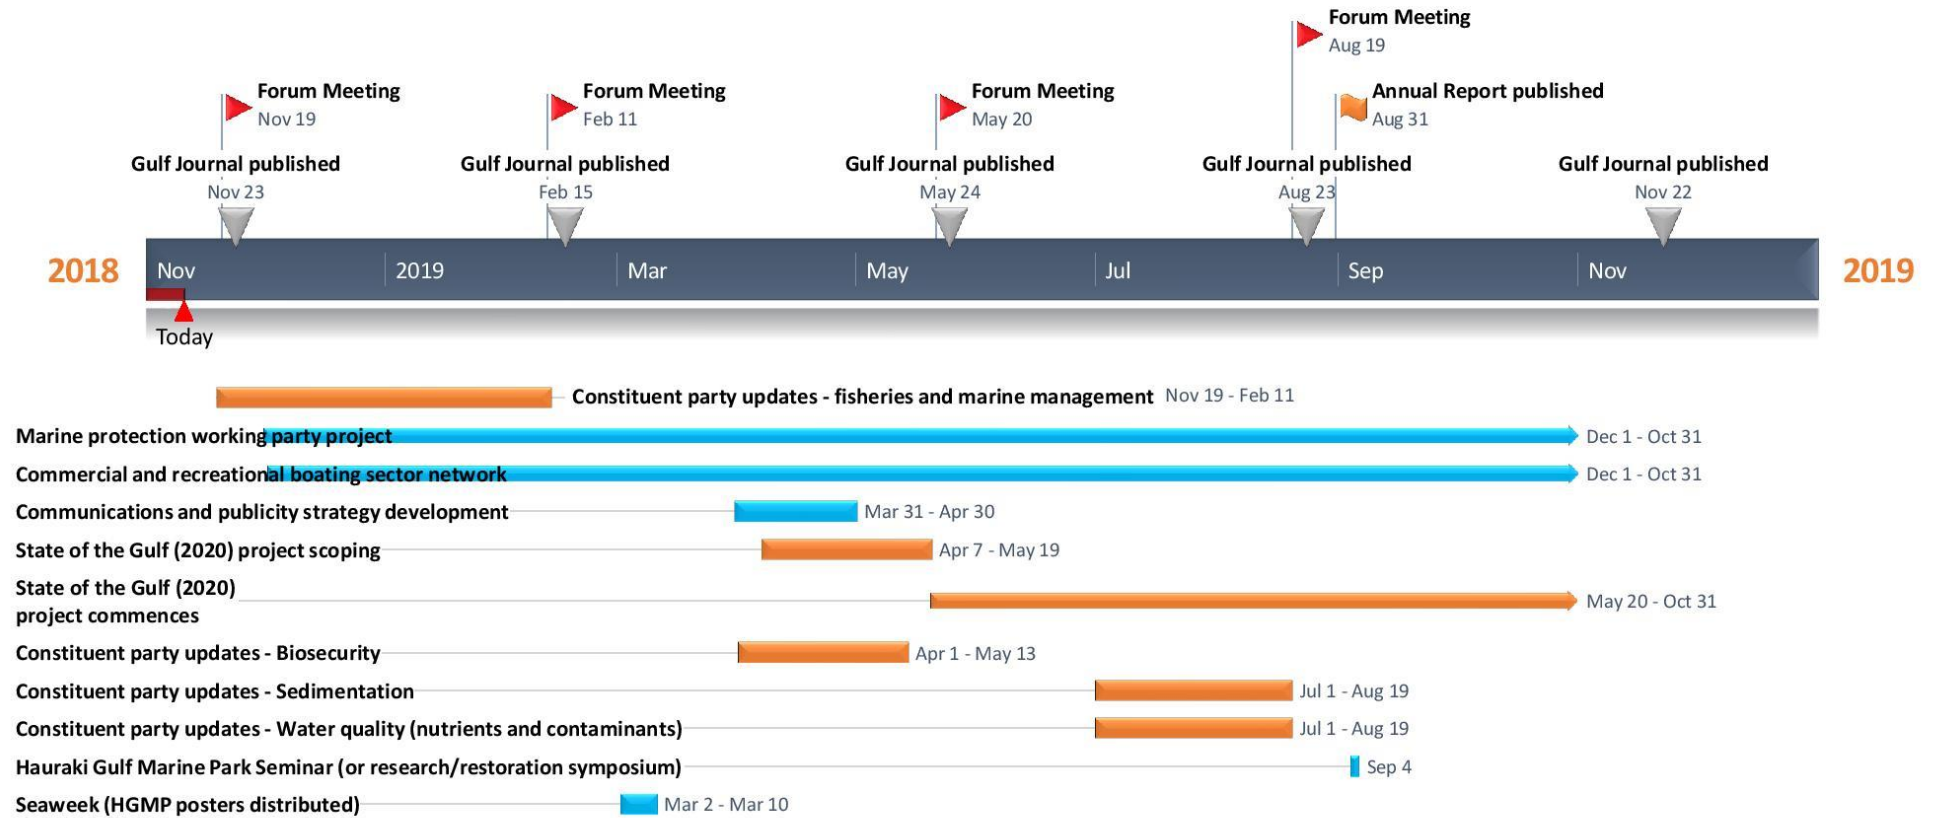 Forum Meeting
Aug 19
Forum Meeting
Nov 19
Forum Meeting
Feb 11
Forum Meeting
May 20
Annual Report published
Aug 31
Gulf Journal published
Nov 23
Gulf Journal published
Feb 15
Gulf Journal published
May 24
Gulf Journal published
Aug 23
Gulf Journal published
Nov 22
2018
Nov
2019
Mar
May
Jul
Sep
Nov
2019
Today
Constituent party updates - fisheries and marine management Nov 19 - Feb 11
Marine protection working party project Dec 1 - Oct 31
Commercial and recreational boating sector network Dec 1 - Oct 31
Communications and publicity strategy development Mar 31 - Apr 30
State of the Gulf (2020) project scoping Apr 7 - May 19
State of the Gulf (2020)
project commences
May 20 - Oct 31
Constituent party updates - Biosecurity Apr 1 - May 13
Constituent party updates - Sedimentation Jul 1 - Aug 19
Constituent party updates - Water quality (nutrients and contaminants) Jul 1 - Aug 19
Hauraki Gulf Marine Park Seminar (or research/restoration symposium) Sep 4
Seaweek (HGMP posters distributed) Mar 2 - Mar 10